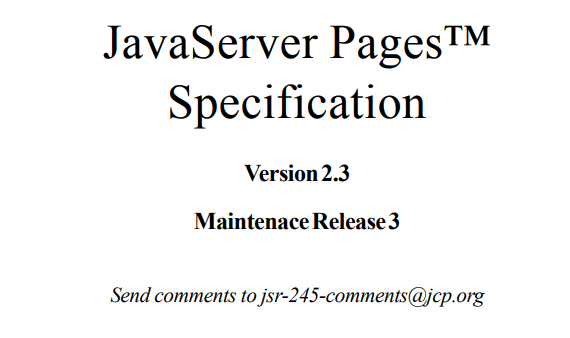 JavaServer Pages™
Specification
Version 2.3
Maintenace Release 3
Send comments to jsr-245-comments@jcp.org